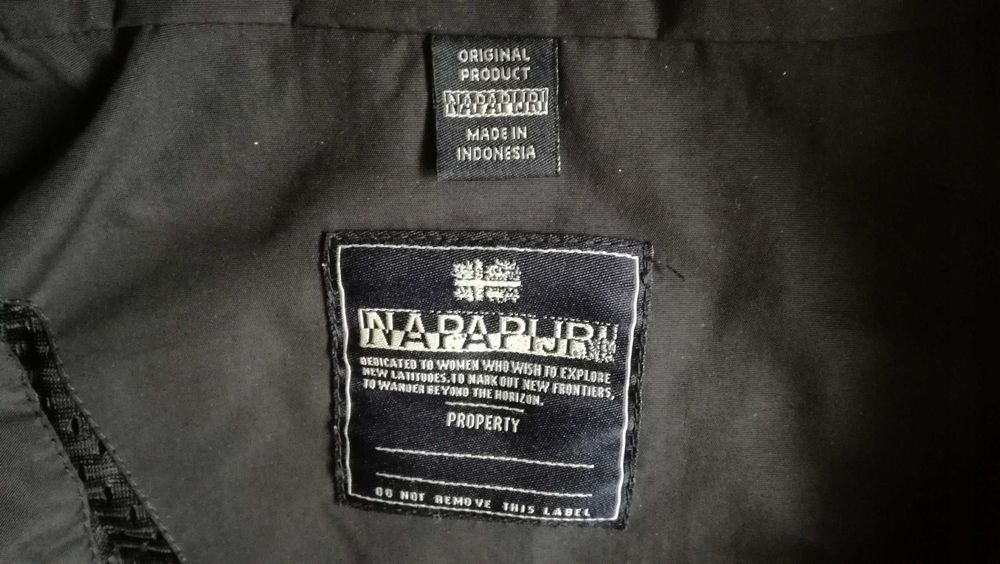 ORIGINAL
PRODUCT
NAPAPIJRI
MADE IN
INDONESIA
NAPAPIJRI
DEDICATED TO WOMEN WHO WISH TO EXPLORE
NEW LATITUDES, TO MARK OUT NEW FRONTIERS,
TO WANDER BEYOND THE HORIZON.
PROPERTY
DO NOT REMOVE THIS LABEL